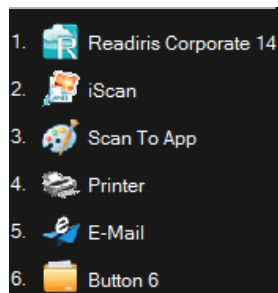 1. Readiris Corporate 14
2. iScan
3. Scan To App
4. Printer
5. E-Mail
6. Button 6